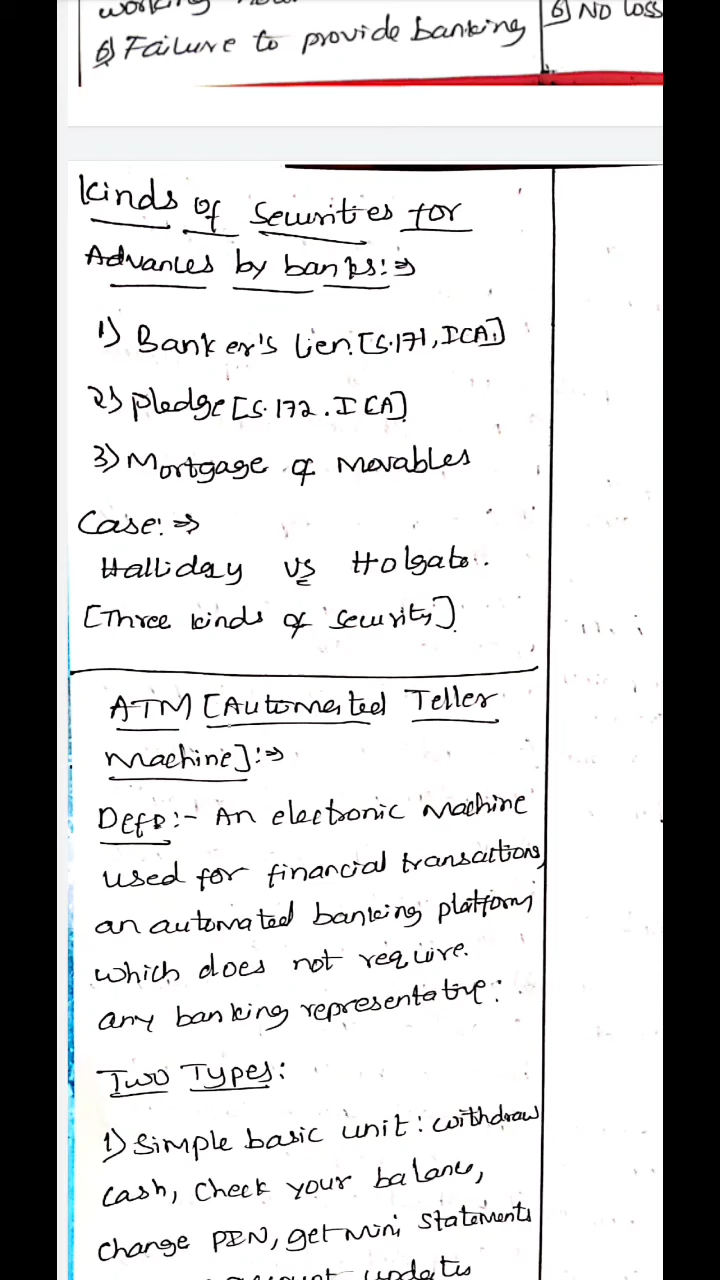 working
6) Failure to provide banking
6) No loss
Kinds of Securities for
Advances by banks:⇒
1) Banker's Lien.[S.171, ICA.]
2) Pledge [S.172. ICA]
3) Mortgage of Movables
Case:⇒
Halliday vs Holgate.
[Three kinds of Security]
ATM [Automated Teller
Machine]:⇒
Defn:- An electronic Machine
used for financial transactions,
an automated banking platform,
which does not require.
any banking representative:
Two Types:
1) Simple basic unit: withdraw
cash, Check your balance,
change PIN, get Mini Statements
account updates